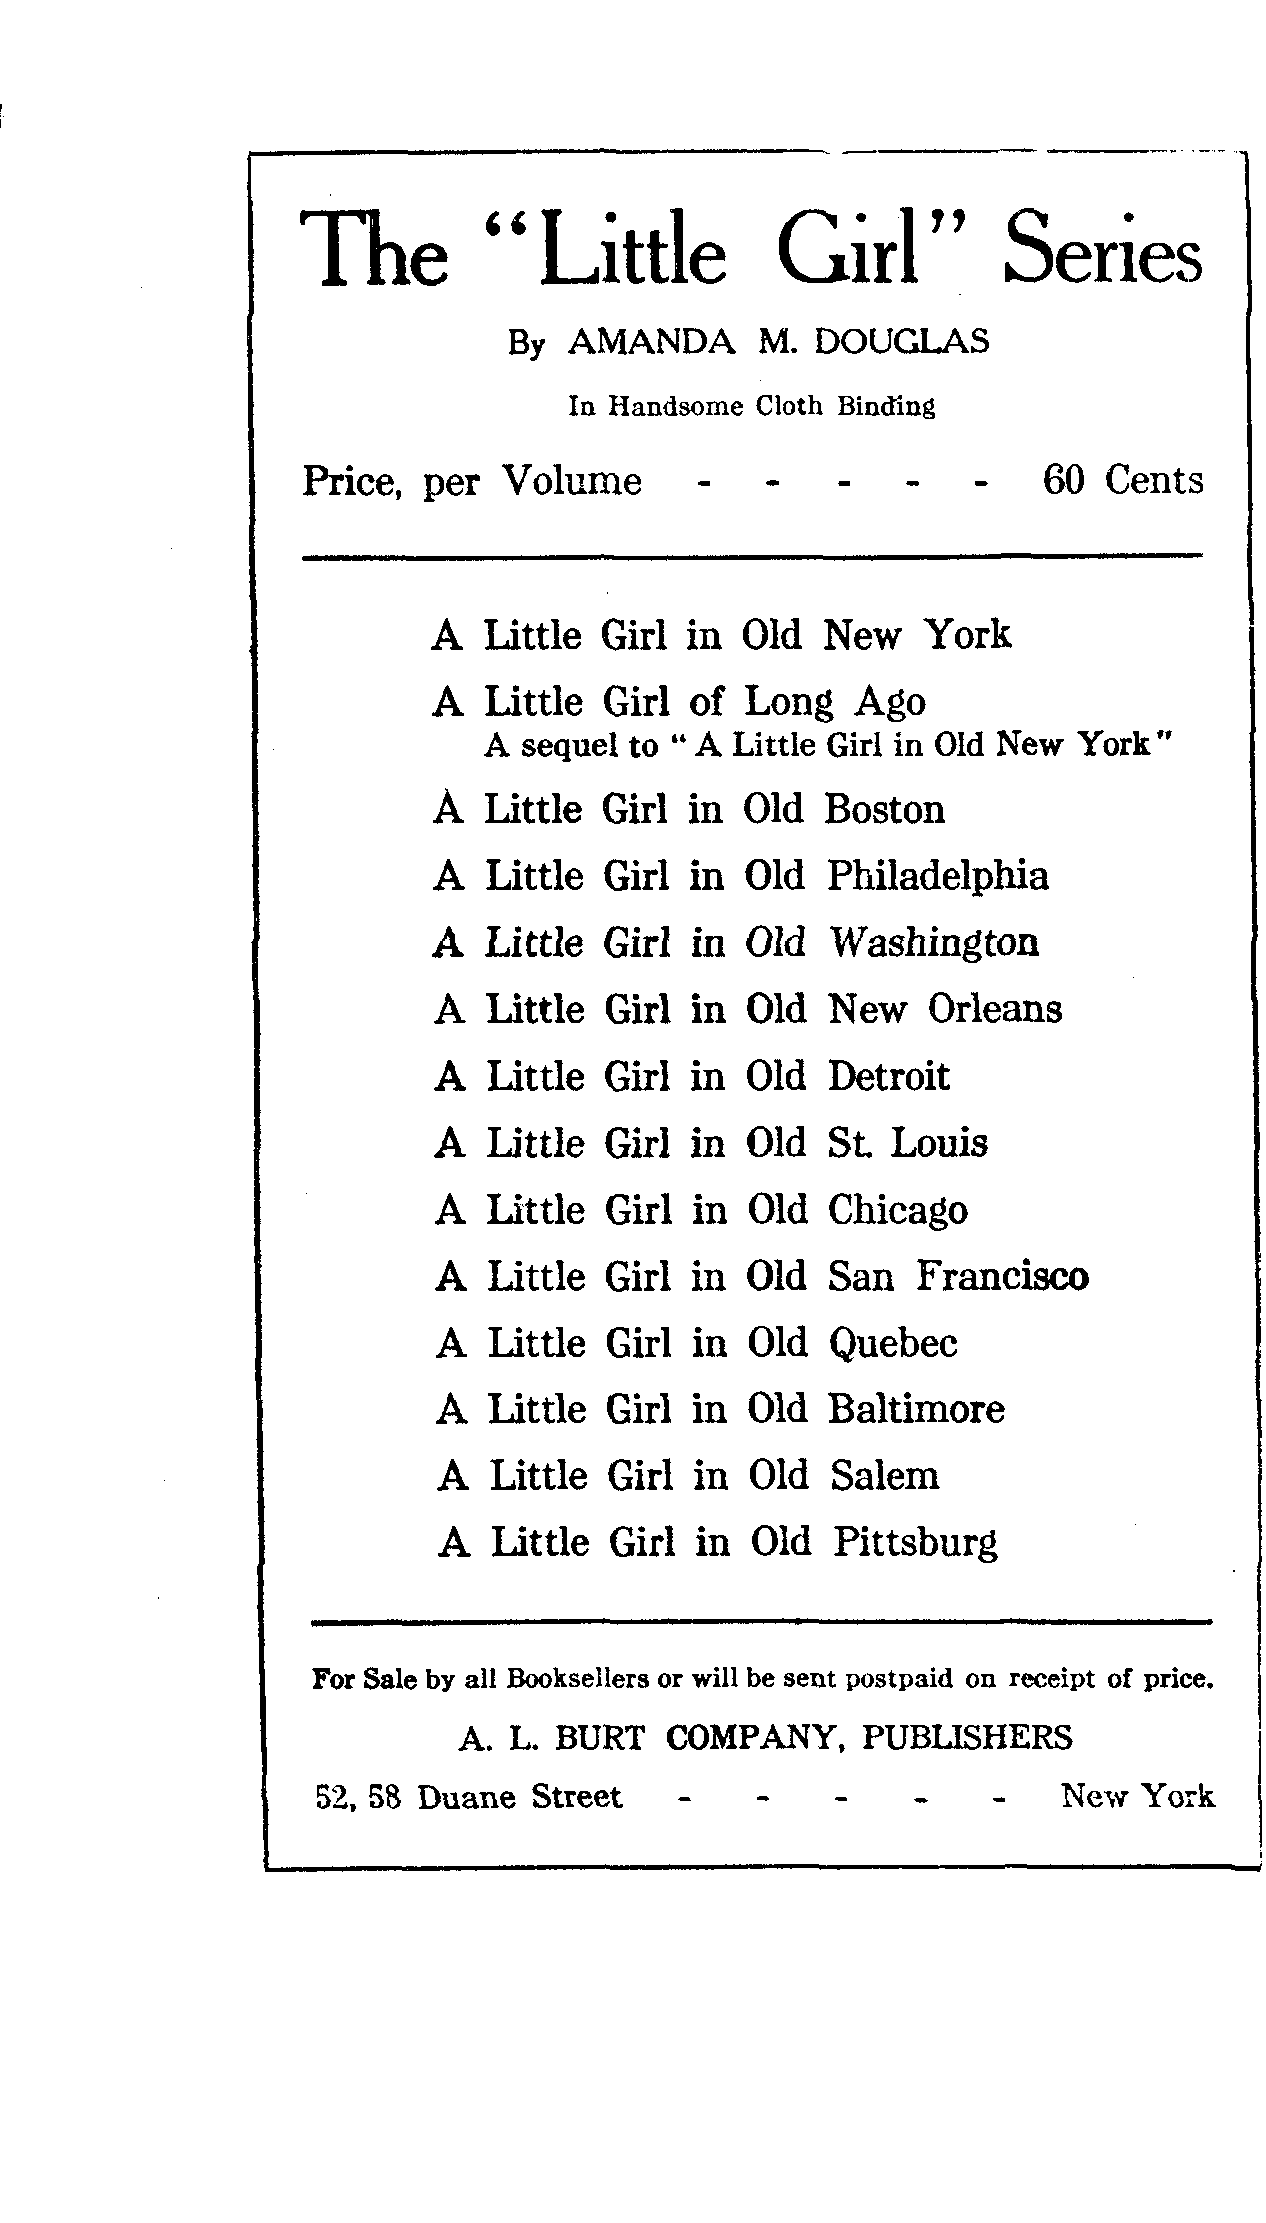 The "Little Girl" Series
By AMANDA M. DOUGLAS
In Handsome Cloth Binding
Price, per Volume - - - - - 60 Cents
A Little Girl in Old New York
A Little Girl of Long Ago
A sequel to "A Little Girl in Old New York"
A Little Girl in Old Boston
A Little Girl in Old Philadelphia
A Little Girl in Old Washington
A Little Girl in Old New Orleans
A Little Girl in Old Detroit
A Little Girl in Old St. Louis
A Little Girl in Old Chicago
A Little Girl in Old San Francisco
A Little Girl in Old Quebec
A Little Girl in Old Baltimore
A Little Girl in Old Salem
A Little Girl in Old Pittsburg
For Sale by all Booksellers or will be sent postpaid on receipt of price.
A. L. BURT COMPANY, PUBLISHERS
52, 58 Duane Street - - - - - New York